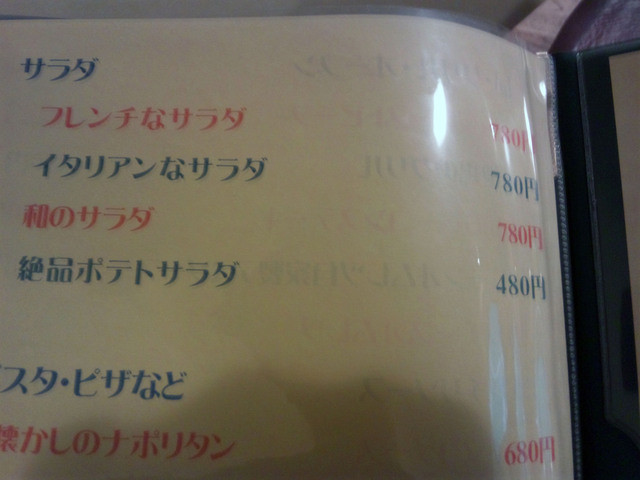 サラダ
フレンチなサラダ 780円
イタリアンなサラダ 780円
和のサラダ 780円
絶品ポテトサラダ 480円
パスタ・ピザなど
懐かしのナポリタン 680円